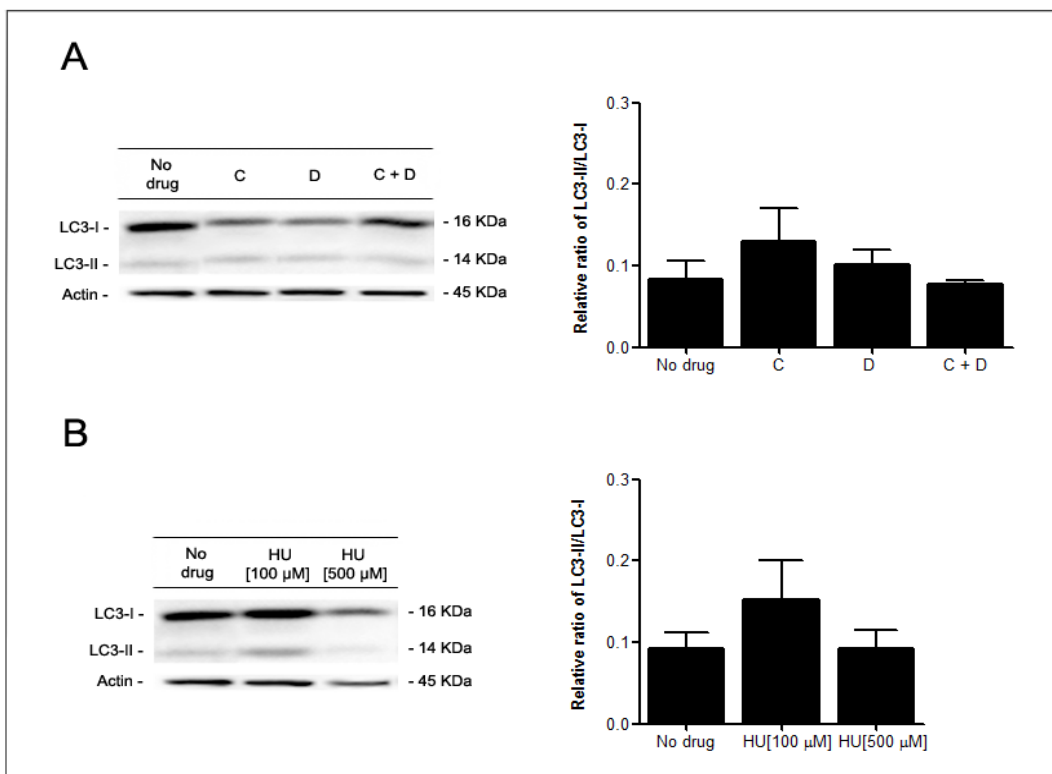 A
No drug C D C + D
LC3-I - - 16 KDa
LC3-II - - 14 KDa
Actin - - 45 KDa
Relative ratio of LC3-II/LC3-I
0.3
0.2
0.1
0.0
No drug C D C + D
B
No drug HU [100 µM] HU [500 µM]
LC3-I - - 16 KDa
LC3-II - - 14 KDa
Actin - - 45 KDa
Relative ratio of LC3-II/LC3-I
0.3
0.2
0.1
0.0
No drug HU[100 µM] HU[500 µM]